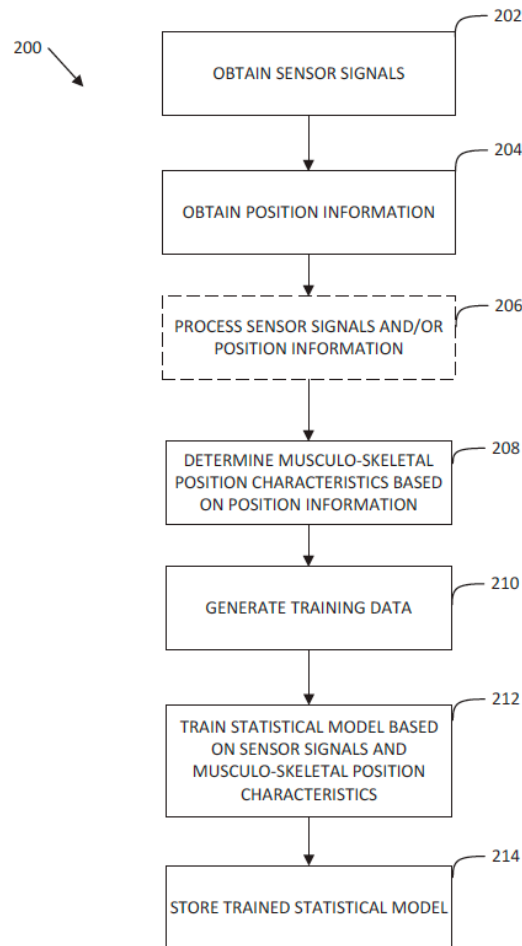 200
202
OBTAIN SENSOR SIGNALS
204
OBTAIN POSITION INFORMATION
206
PROCESS SENSOR SIGNALS AND/OR
POSITION INFORMATION
208
DETERMINE MUSCULO-SKELETAL
POSITION CHARACTERISTICS BASED
ON POSITION INFORMATION
210
GENERATE TRAINING DATA
212
TRAIN STATISTICAL MODEL BASED
ON SENSOR SIGNALS AND
MUSCULO-SKELETAL POSITION
CHARACTERISTICS
214
STORE TRAINED STATISTICAL MODEL